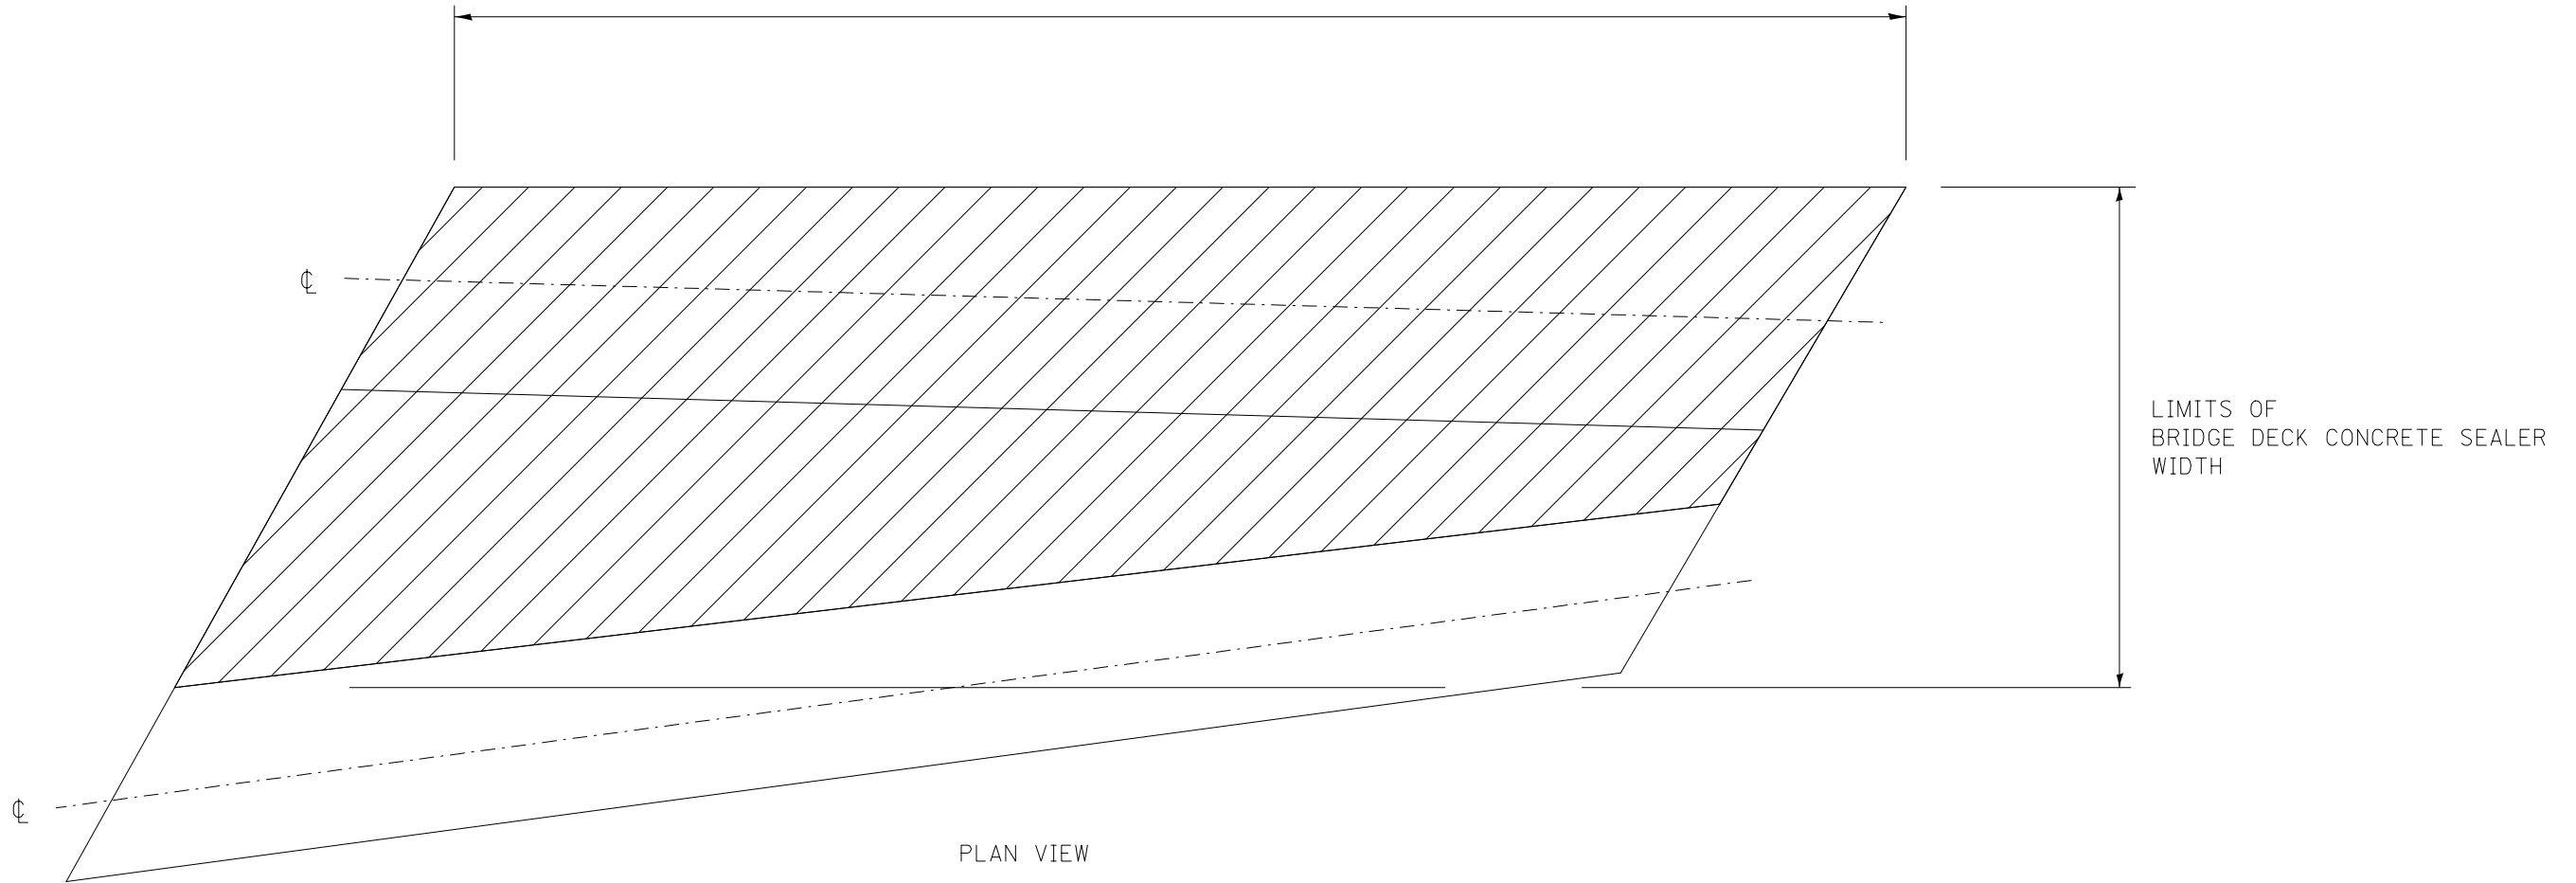 ℄
LIMITS OF
BRIDGE DECK CONCRETE SEALER
WIDTH
℄
PLAN VIEW